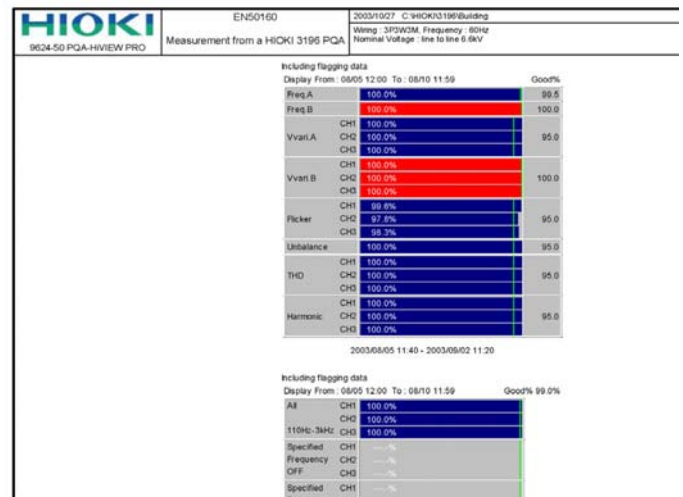 HIOKI
9624-50 PQA-HiVIEW PRO
EN50160
Measurement from a HIOKI 3196 PQA
2003/10/27 C:\HIOKI\3196\Building
Wiring : 3P3W3M, Frequency : 60Hz
Nominal Voltage : line to line 6.6kV
Including flagging data
Display From : 08/05 12:00 To : 08/10 11:59 Good%
Freq.A 100.0% 99.5
Freq.B 100.0% 100.0
CH1 100.0%
Vvari.A CH2 100.0% 95.0
CH3 100.0%
CH1 100.0%
Vvari.B CH2 100.0% 100.0
CH3 100.0%
CH1 99.6%
Flicker CH2 97.8% 95.0
CH3 98.3%
Unbalance 100.0% 95.0
CH1 100.0%
THD CH2 100.0% 95.0
CH3 100.0%
CH1 100.0%
Harmonic CH2 100.0% 95.0
CH3 100.0%
2003/08/05 11:40 - 2003/09/02 11:20
Including flagging data
Display From : 08/05 12:00 To : 08/10 11:59 Good% 99.0%
All CH1 100.0%
CH2 100.0%
110Hz-3kHz CH3 100.0%
Specified CH1 ---.-%
Frequency CH2 ---.-%
OFF CH3 ---.-%
Specified CH1 ---.-%